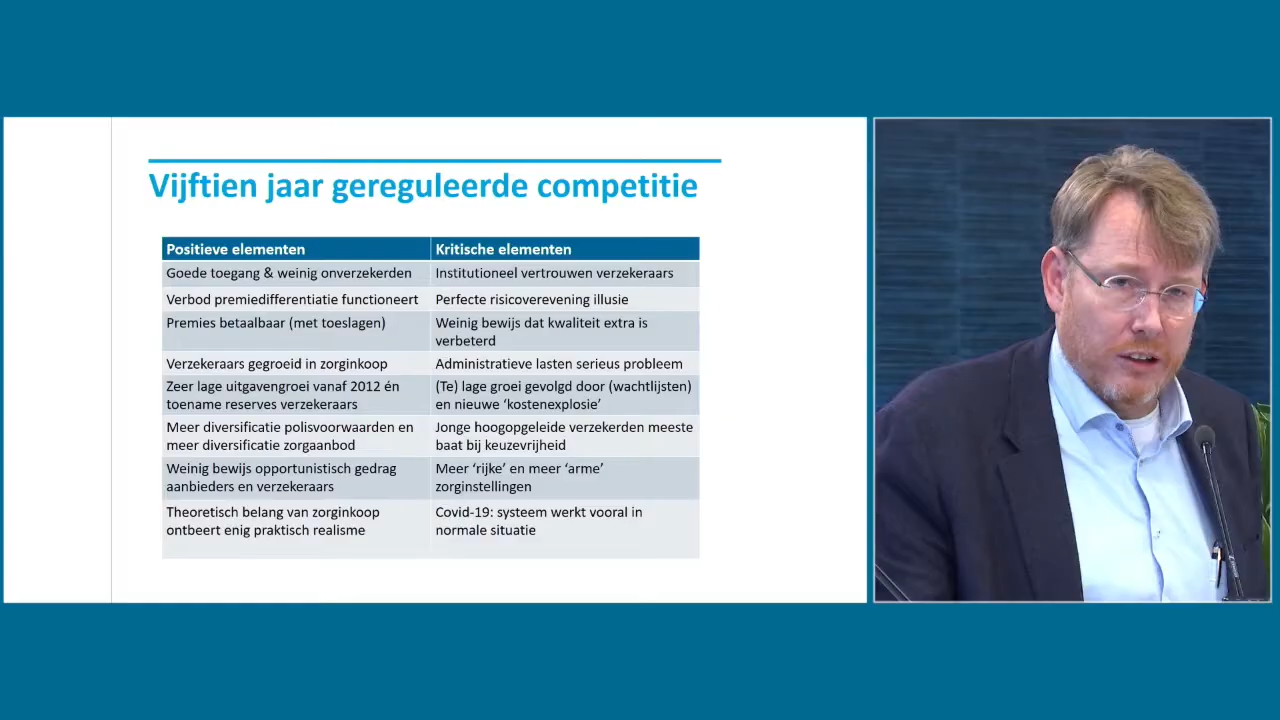 Vijftien jaar gereguleerde competitie
Positieve elementen
Kritische elementen
Goede toegang & weinig onverzekerden
Institutioneel vertrouwen verzekeraars
Verbod premiedifferentiatie functioneert
Perfecte risicoverevening illusie
Premies betaalbaar (met toeslagen)
Weinig bewijs dat kwaliteit extra is
verbeterd
Verzekeraars gegroeid in zorginkoop
Administratieve lasten serieus probleem
Zeer lage uitgavengroei vanaf 2012 én
toename reserves verzekeraars
(Te) lage groei gevolgd door (wachtlijsten)
en nieuwe ‘kostenexplosie’
Meer diversificatie polisvoorwaarden en
meer diversificatie zorgaanbod
Jonge hoogopgeleide verzekerden meeste
baat bij keuzevrijheid
Weinig bewijs opportunistisch gedrag
aanbieders en verzekeraars
Meer ‘rijke’ en meer ‘arme’
zorginstellingen
Theoretisch belang van zorginkoop
ontbeert enig praktisch realisme
Covid-19: systeem werkt vooral in
normale situatie